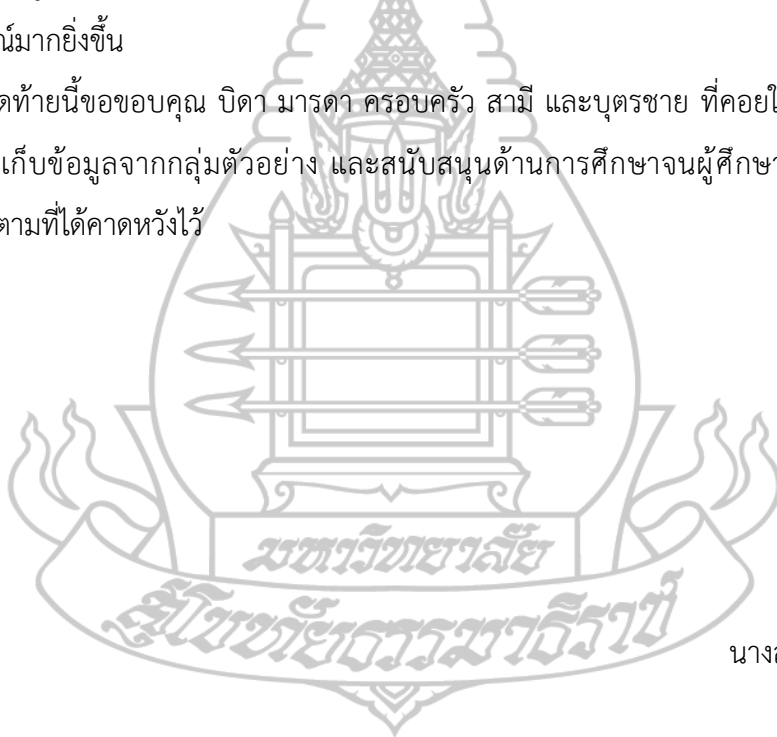 ณ์มากยิ่งขึ้น
ดท้ายนี้ขอขอบคุณ บิดา มารดา ครอบครัว สามี และบุตรชาย ที่คอยใ
เก็บข้อมูลจากกลุ่มตัวอย่าง และสนับสนุนด้านการศึกษาจนผู้ศึกษา
ตามที่ได้คาดหวังไว้
มหาวิทยาลัย
สุโขทัยธรรมาธิราช